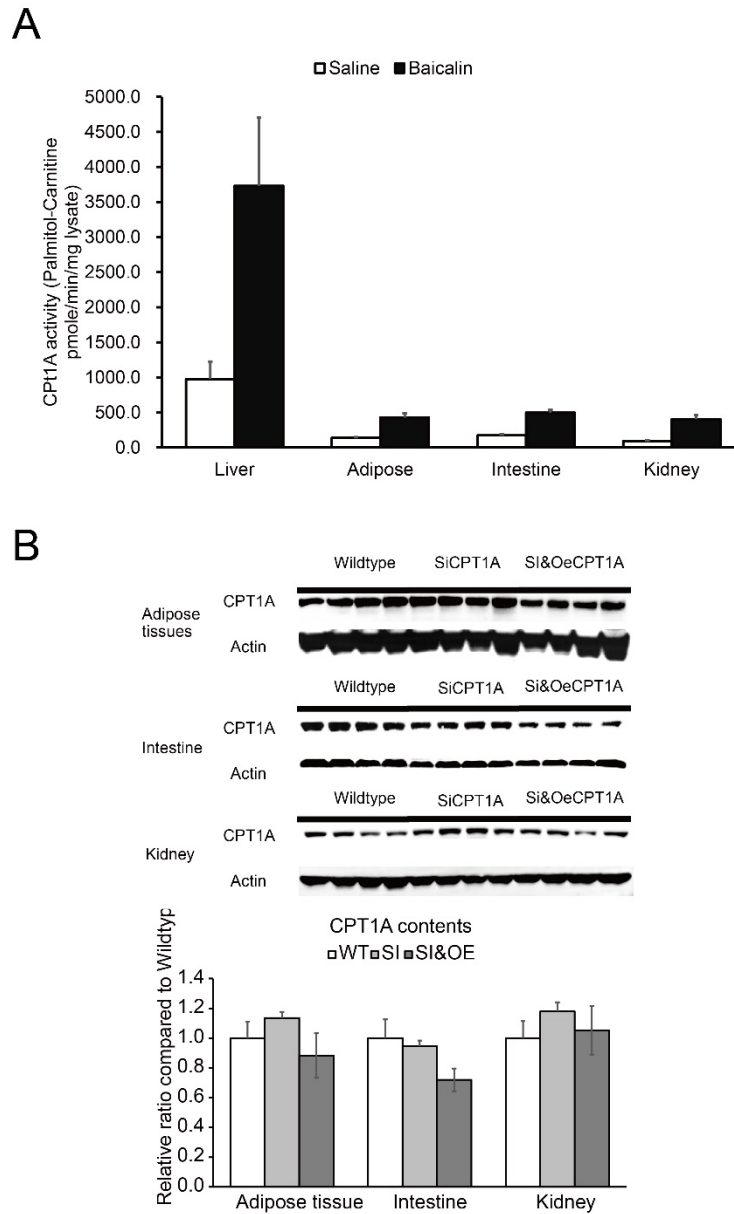 A
□Saline ■Baicalin
CPt1A activity (Palmitol-Carnitine
pmole/min/mg lysate)
5000.0
4500.0
4000.0
3500.0
3000.0
2500.0
2000.0
1500.0
1000.0
500.0
0.0
Liver Adipose Intestine Kidney
B
Wildtype SiCPT1A SI&OeCPT1A
Adipose
tissues
CPT1A
Actin
Wildtype SiCPT1A Si&OeCPT1A
Intestine
CPT1A
Actin
Wildtype SiCPT1A Si&OeCPT1A
Kidney
CPT1A
Actin
CPT1A contents
□WT■SI■SI&OE
Relative ratio compared to Wildtyp
1.4
1.2
1.0
0.8
0.6
0.4
0.2
0.0
Adipose tissue Intestine Kidney